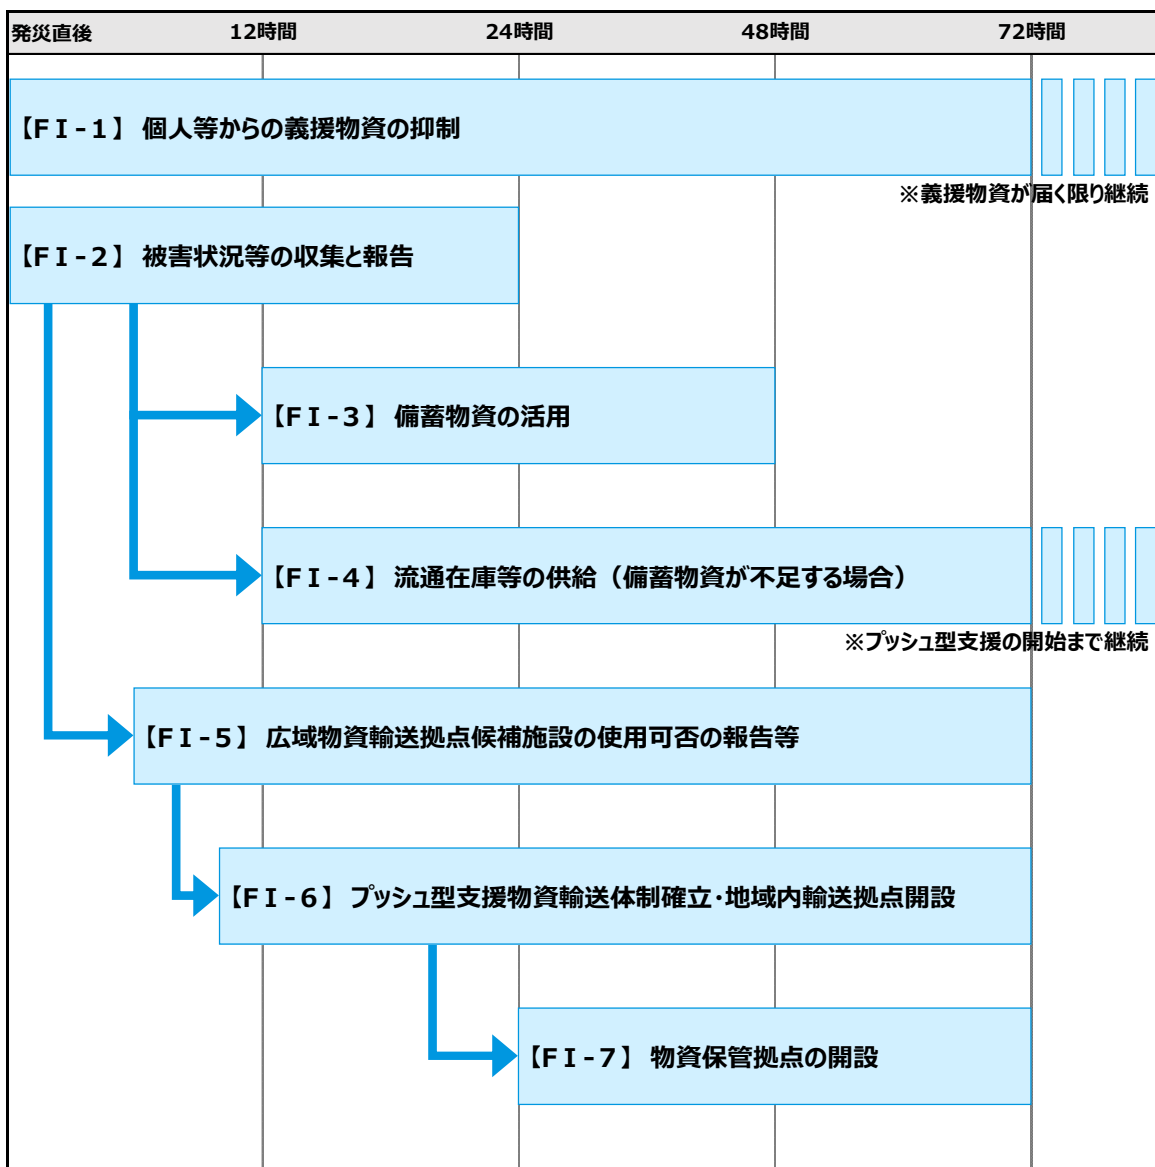 発災直後 12時間 24時間 48時間 72時間
【FⅠ-1】 個人等からの義援物資の抑制
※義援物資が届く限り継続
【FⅠ-2】 被害状況等の収集と報告
【FⅠ-3】 備蓄物資の活用
【FⅠ-4】 流通在庫等の供給（備蓄物資が不足する場合）
※プッシュ型支援の開始まで継続
【FⅠ-5】 広域物資輸送拠点候補施設の使用可否の報告等
【FⅠ-6】 プッシュ型支援物資輸送体制確立・地域内輸送拠点開設
【FⅠ-7】 物資保管拠点の開設